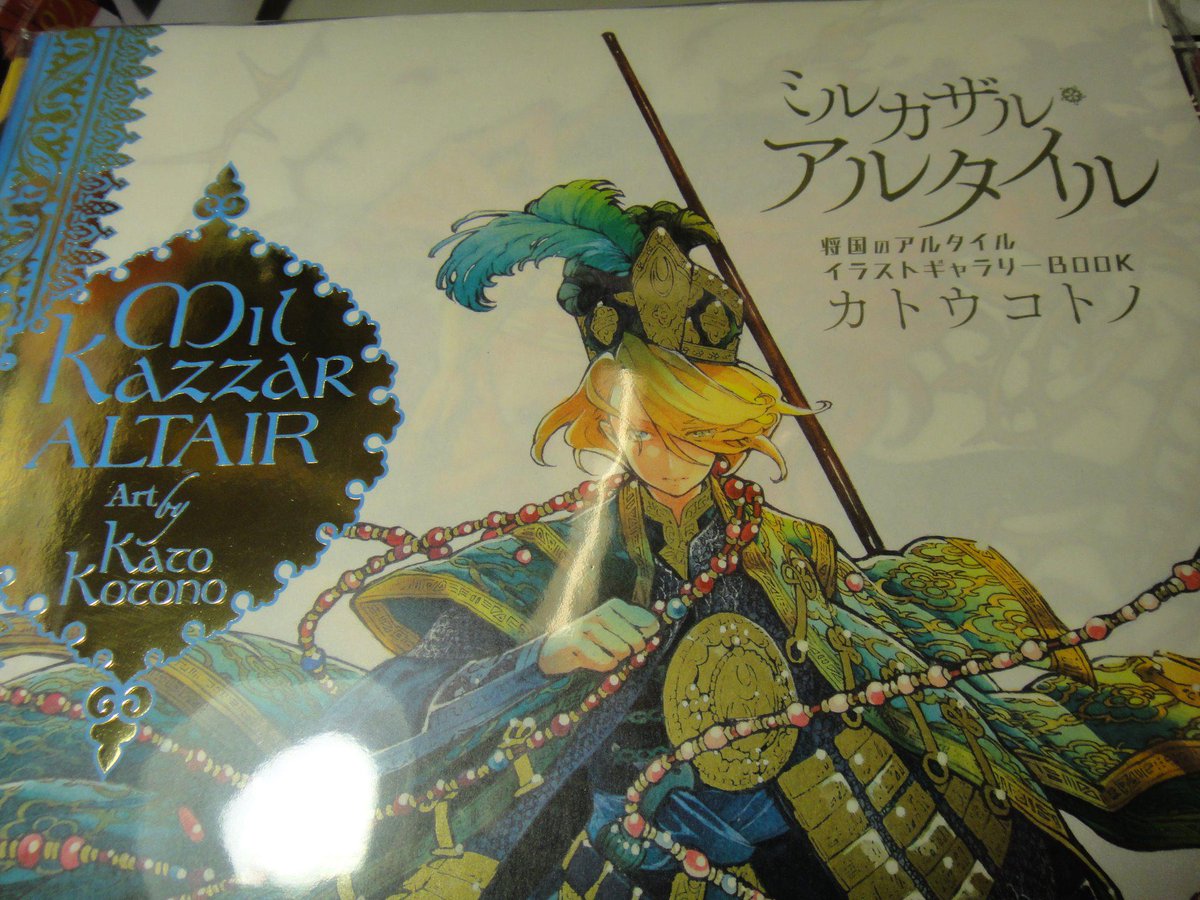 Mil
Kazzar
ALTAIR
Art by
Kato
Kotono
ミルカザル・
アルタイル
将国のアルタイル
イラストギャラリーBOOK
カトウコトノ